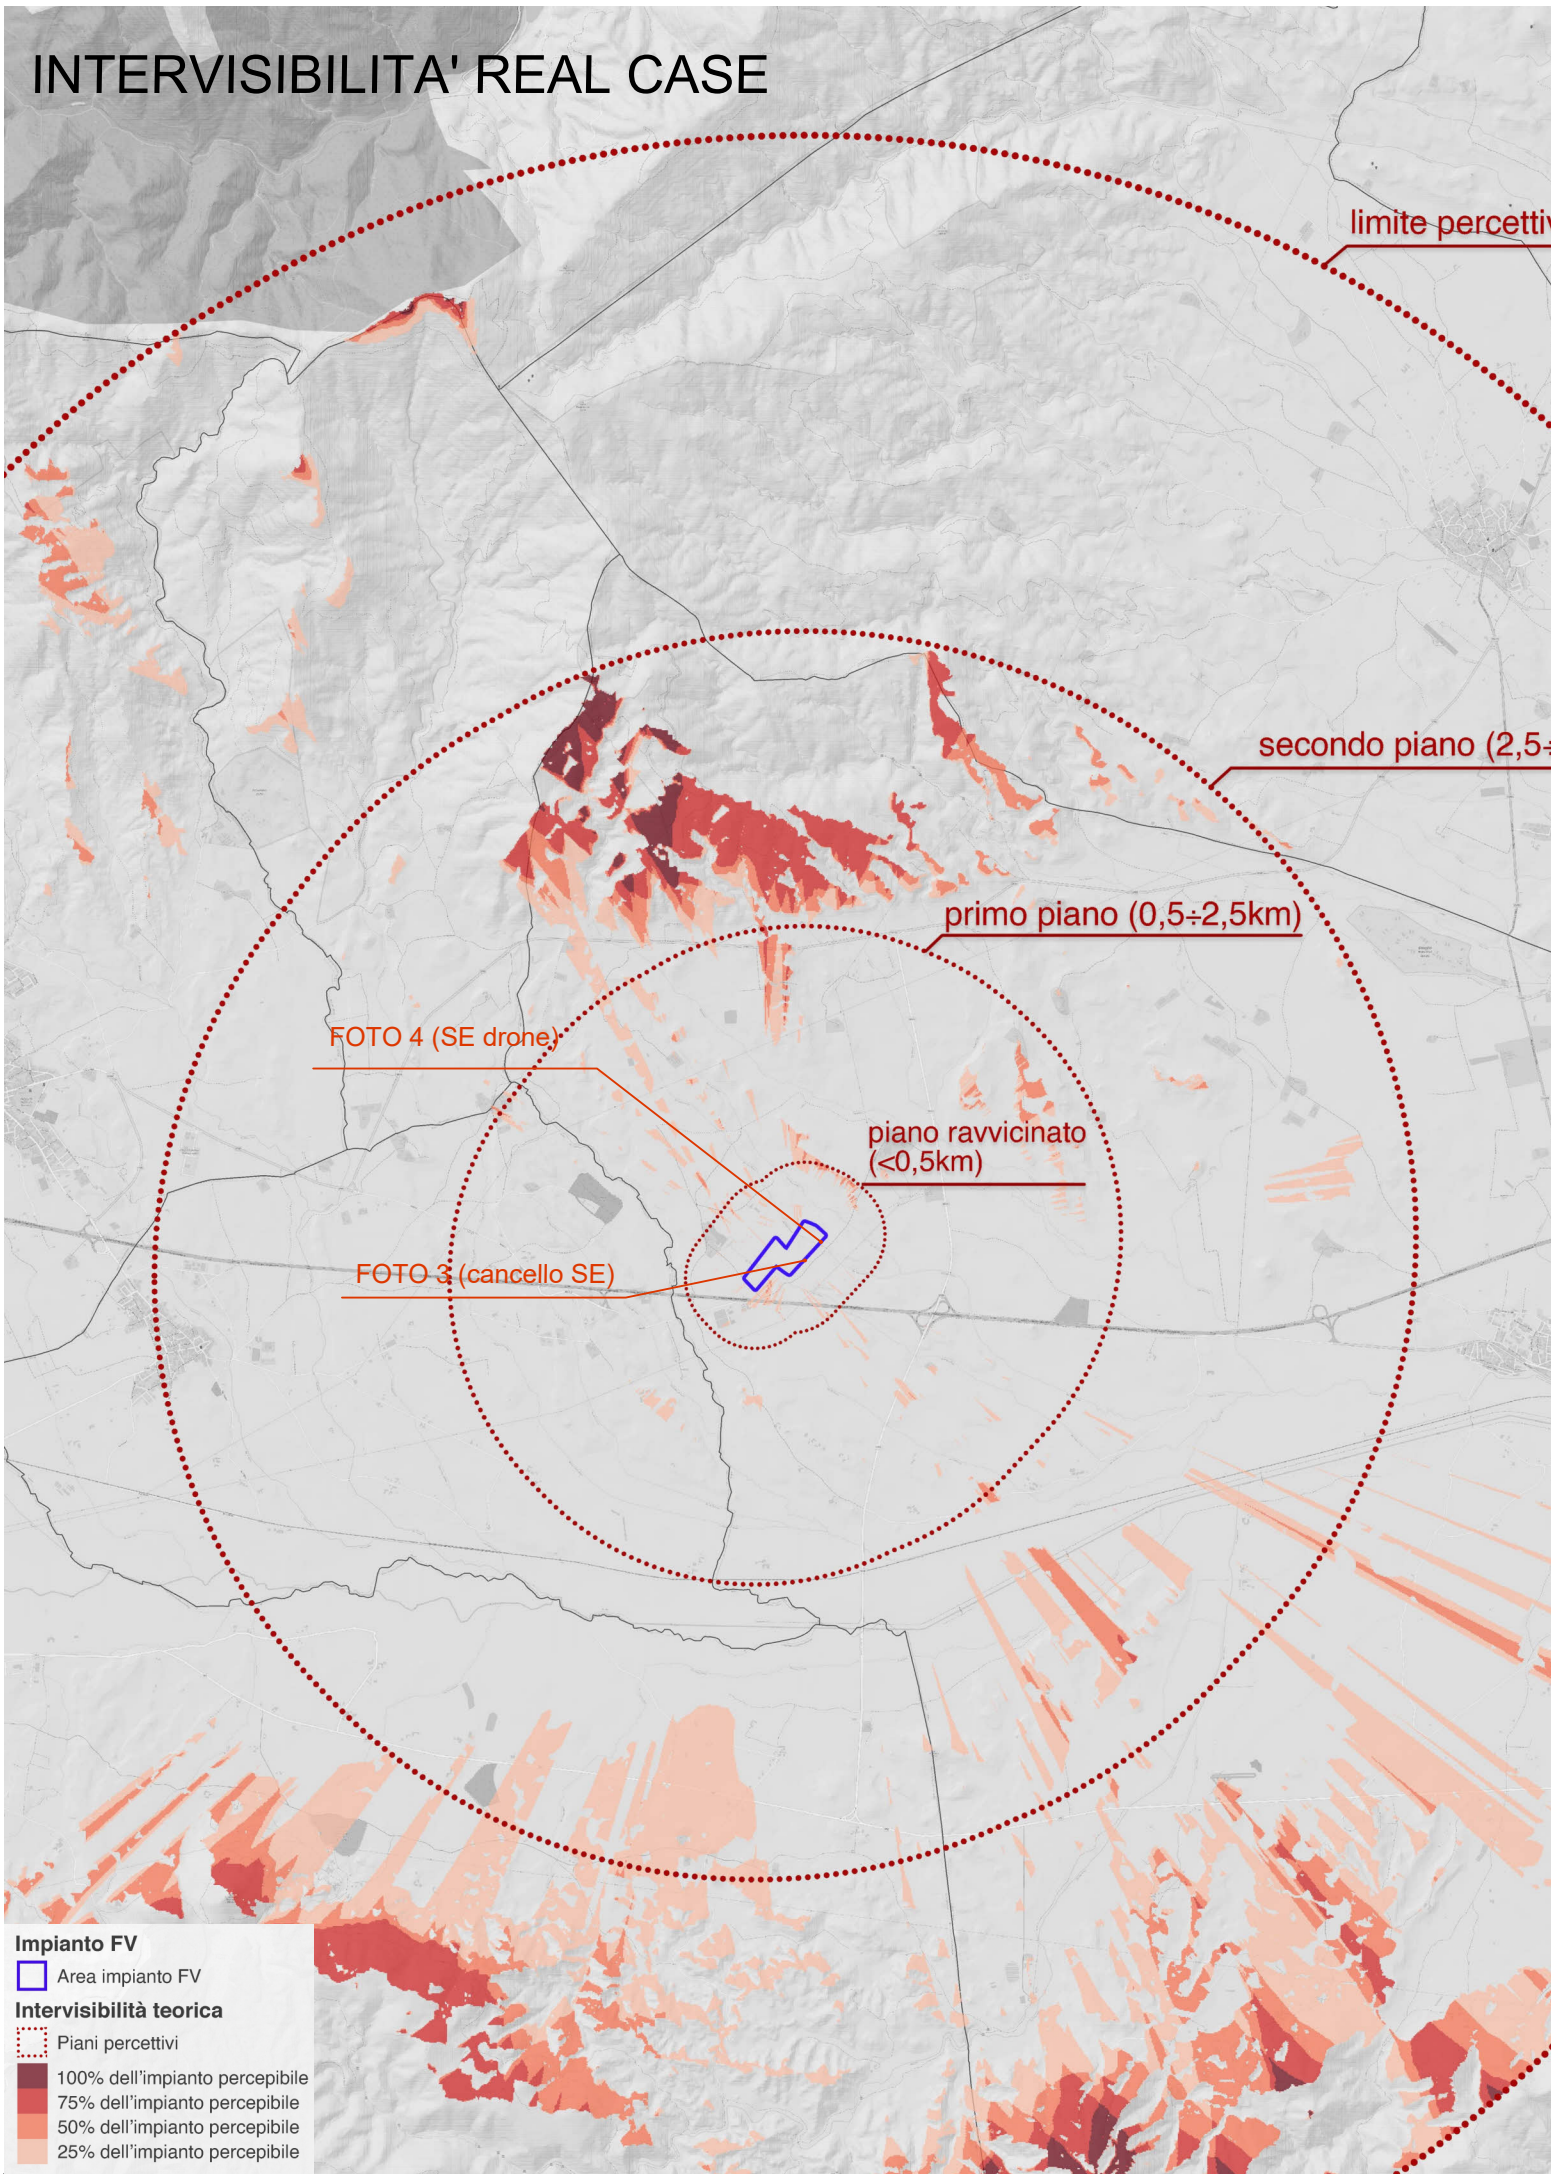 INTERVISIBILITA' REAL CASE
limite percettiv
secondo piano (2,5÷
primo piano (0,5÷2,5km)
FOTO 4 (SE drone)
piano ravvicinato
(<0,5km)
FOTO 3 (cancello SE)
Impianto FV
Area impianto FV
Intervisibilità teorica
Piani percettivi
100% dell'impianto percepibile
75% dell'impianto percepibile
50% dell'impianto percepibile
25% dell'impianto percepibile